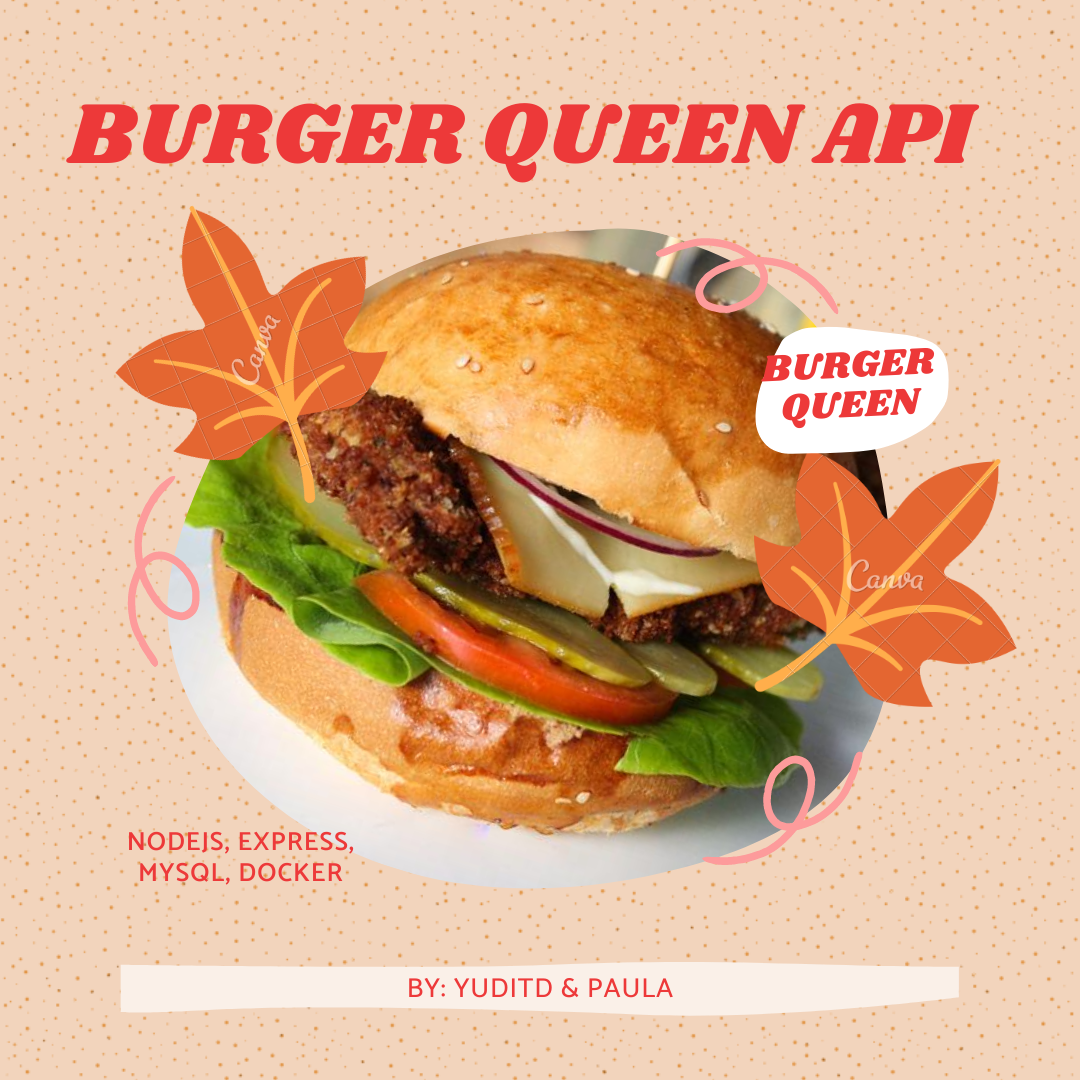 BURGER QUEEN API
Canva
BURGER
QUEEN
Canva
NODEJS, EXPRESS,
MYSQL, DOCKER
BY: YUDITD & PAULA